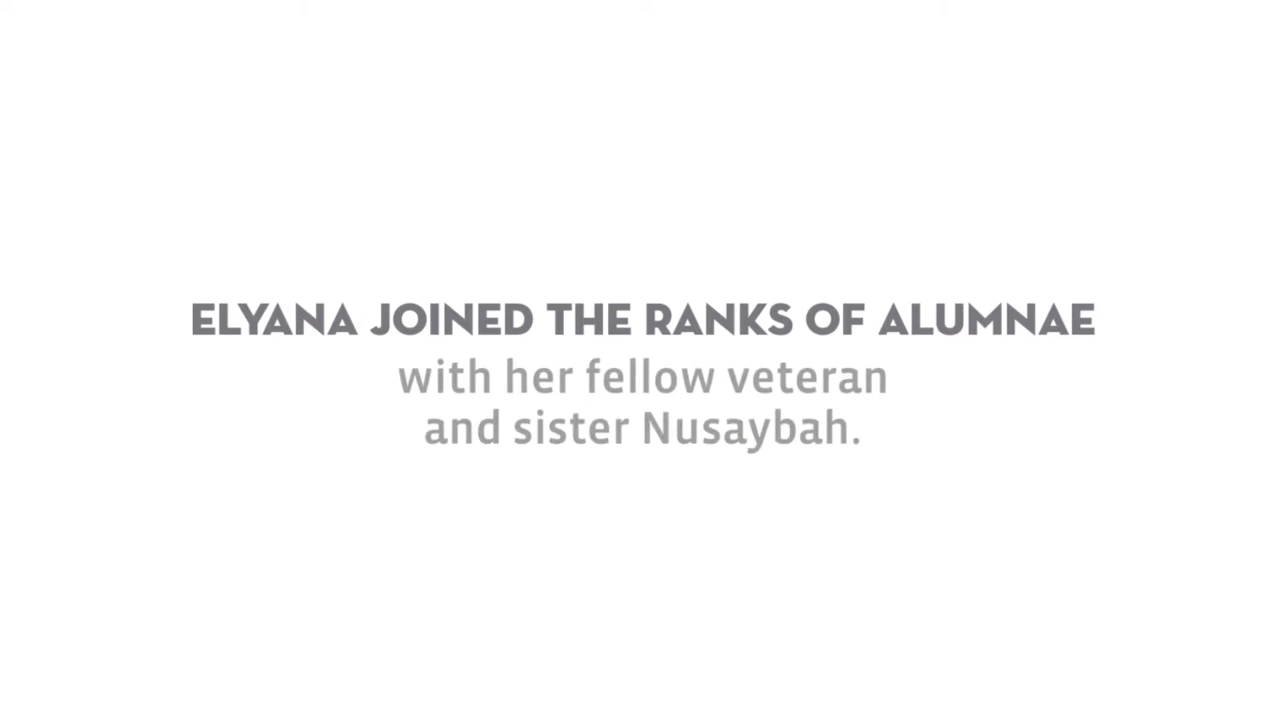 ELYANA JOINED THE RANKS OF ALUMNAE
with her fellow veteran
and sister Nusaybah.